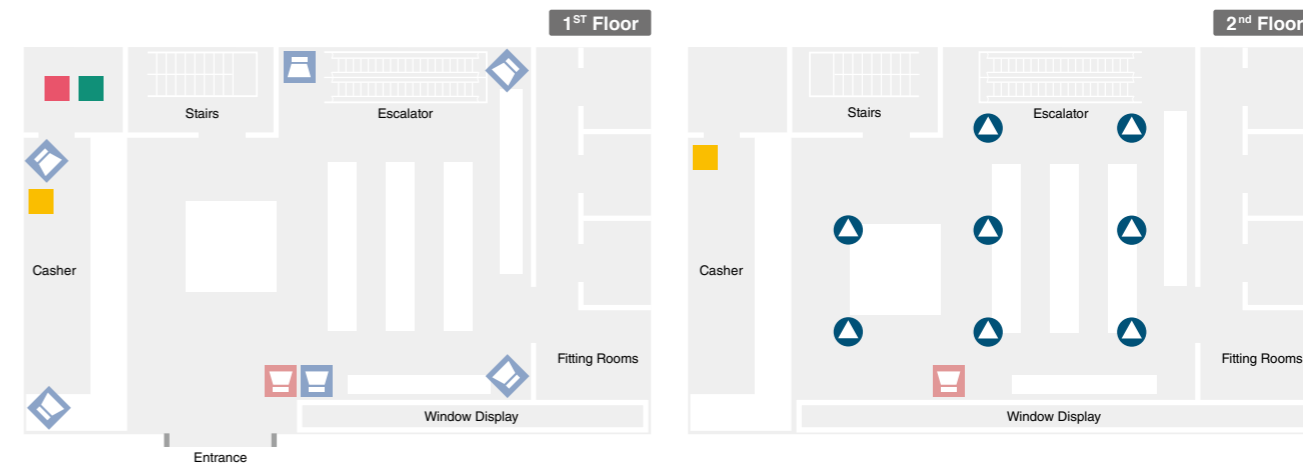 1ST Floor
Stairs
Escalator
Casher
Fitting Rooms
Window Display
Entrance
2nd Floor
Stairs
Escalator
Casher
Fitting Rooms
Window Display